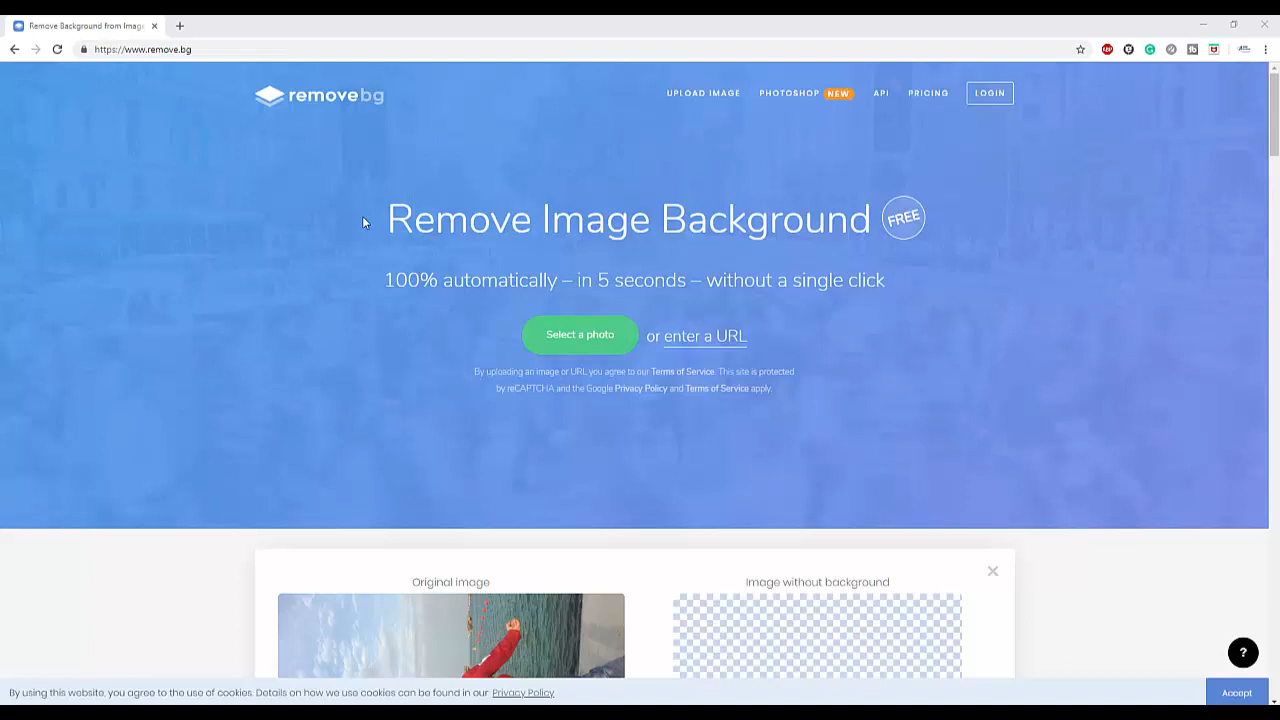 Remove Background from Imag
https://www.remove.bg
removebg
UPLOAD IMAGE PHOTOSHOP NEW API PRICING LOGIN
Remove Image Background FREE
100% automatically – in 5 seconds – without a single click
Select a photo or enter a URL
By uploading an image or URL you agree to our Terms of Service. This site is protected
by reCAPTCHA and the Google Privacy Policy and Terms of Service apply.
Original image Image without background
?
By using this website, you agree to the use of cookies. Details on how we use cookies can be found in our Privacy Policy Accept